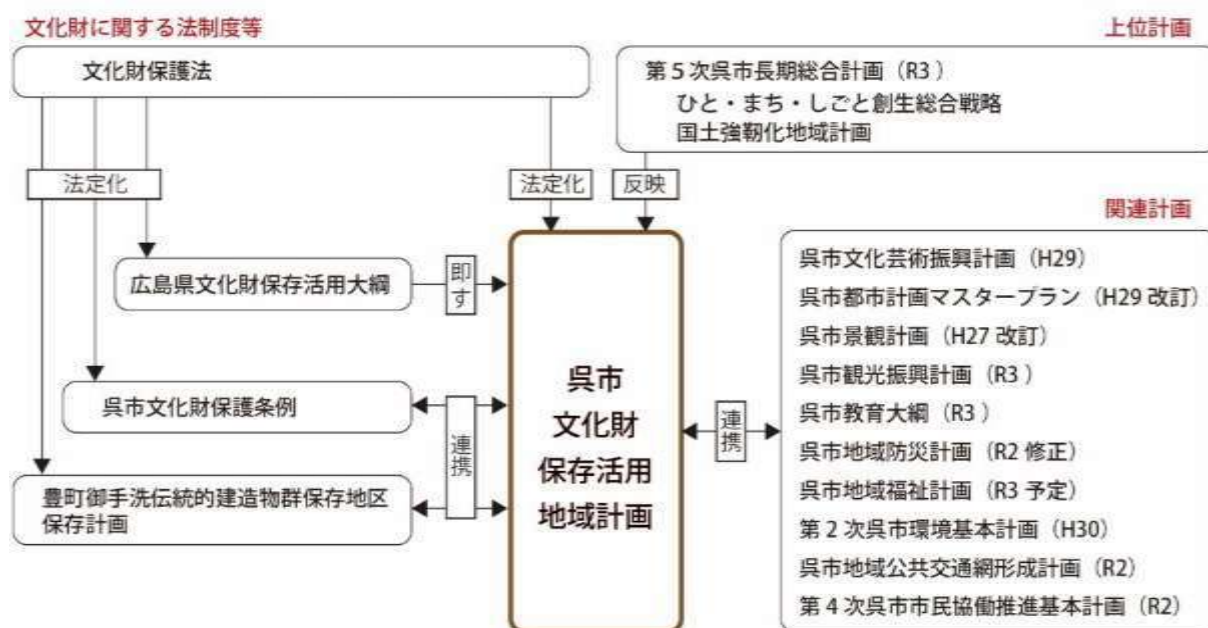 文化財に関する法制度等
文化財保護法
法定化
広島県文化財保存活用大綱
呉市文化財保護条例
豊町御手洗伝統的建造物群保存地区
保存計画
法定化
即す
連携
上位計画
第5次呉市長期総合計画（R3 ）
ひと・まち・しごと創生総合戦略
国土強靭化地域計画
反映
呉市
文化財
保存活用
地域計画
連携
関連計画
呉市文化芸術振興計画（H29）
呉市都市計画マスタープラン（H29 改訂）
呉市景観計画（H27 改訂）
呉市観光振興計画（R3 ）
呉市教育大綱（R3 ）
呉市地域防災計画（R2 修正）
呉市地域福祉計画（R3 予定）
第2次呉市環境基本計画（H30）
呉市地域公共交通網形成計画（R2）
第4次呉市市民協働推進基本計画（R2）